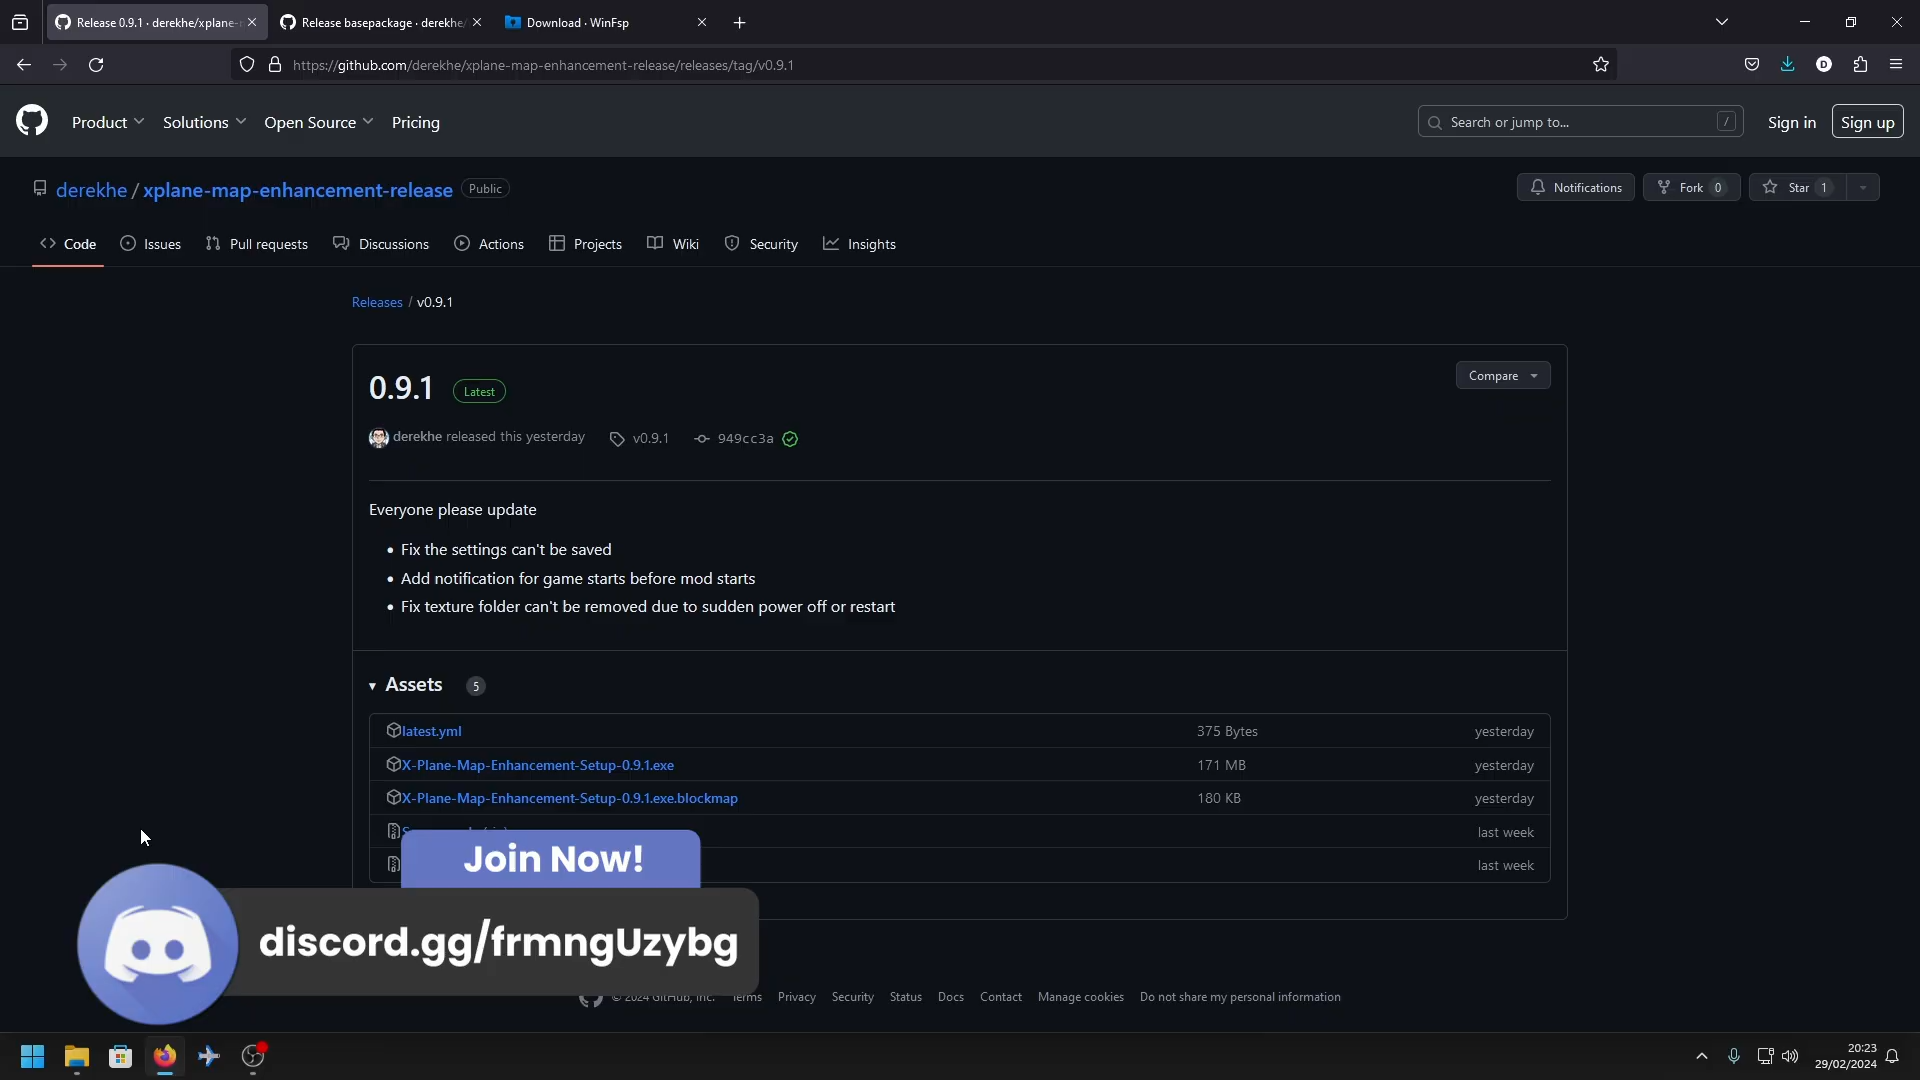 Release 0.9.1 · derekhe/xplane-
Release basepackage · derekhe/
Download · WinFsp
https://github.com/derekhe/xplane-map-enhancement-release/releases/tag/v0.9.1
D
Product
Solutions
Open Source
Pricing
Search or jump to...
/
Sign in
Sign up
derekhe / xplane-map-enhancement-release
Public
Notifications
Fork 0
Star 1
Code
Issues
Pull requests
Discussions
Actions
Projects
Wiki
Security
Insights
Releases / v0.9.1
0.9.1
Latest
Compare
derekhe released this yesterday
v0.9.1
949cc3a
Everyone please update
• Fix the settings can't be saved
• Add notification for game starts before mod starts
• Fix texture folder can't be removed due to sudden power off or restart
Assets 5
latest.yml 375 Bytes yesterday
X-Plane-Map-Enhancement-Setup-0.9.1.exe 171 MB yesterday
X-Plane-Map-Enhancement-Setup-0.9.1.exe.blockmap 180 KB yesterday
last week
last week
Join Now!
discord.gg/frmngUzybg
© 2024 GitHub, Inc.
Terms
Privacy
Security
Status
Docs
Contact
Manage cookies
Do not share my personal information
20:23
29/02/2024